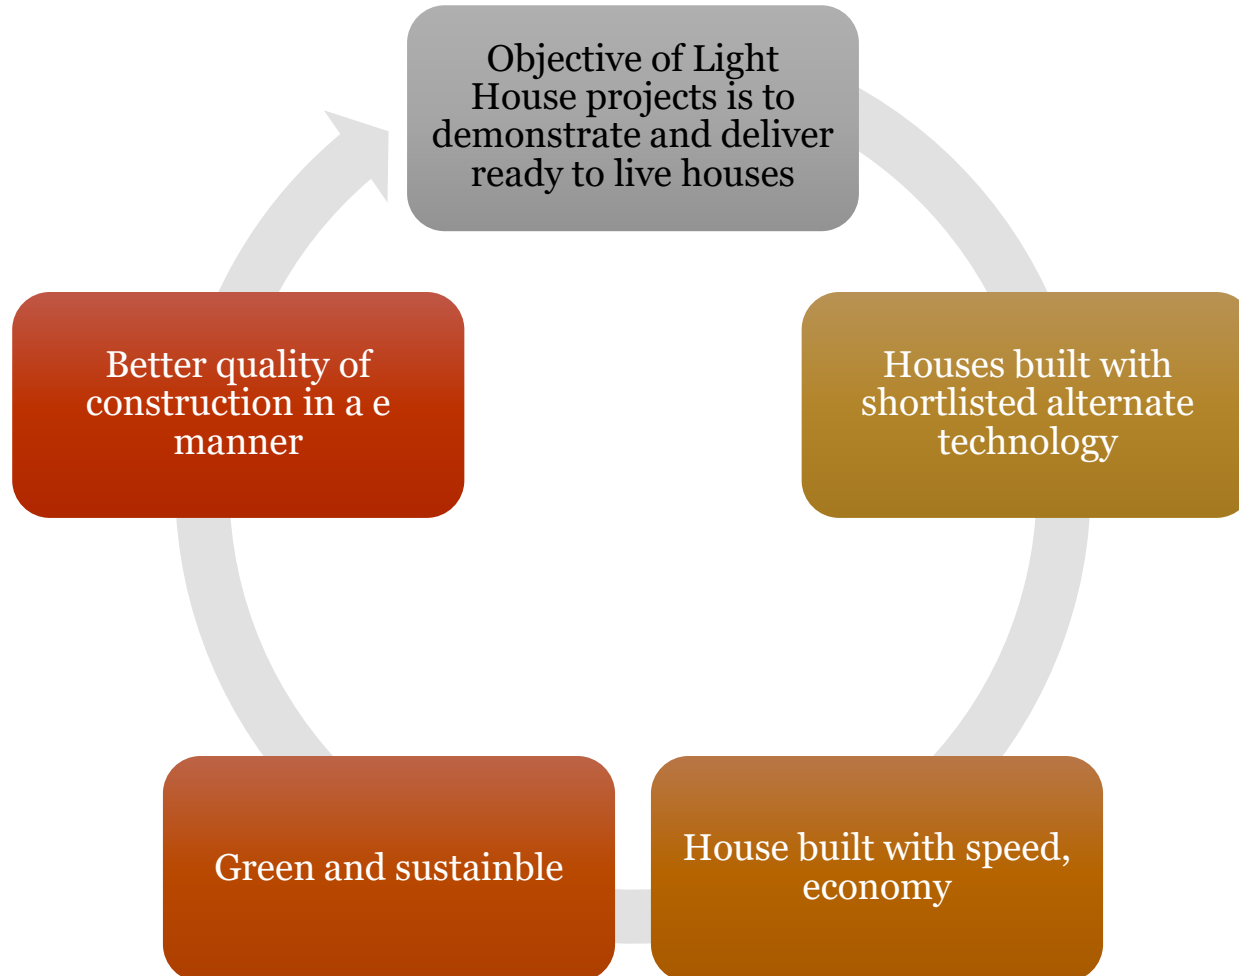 Objective of Light
House projects is to
demonstrate and deliver
ready to live houses
Houses built with
shortlisted alternate
technology
House built with speed,
economy
Green and sustainble
Better quality of
construction in a e
manner